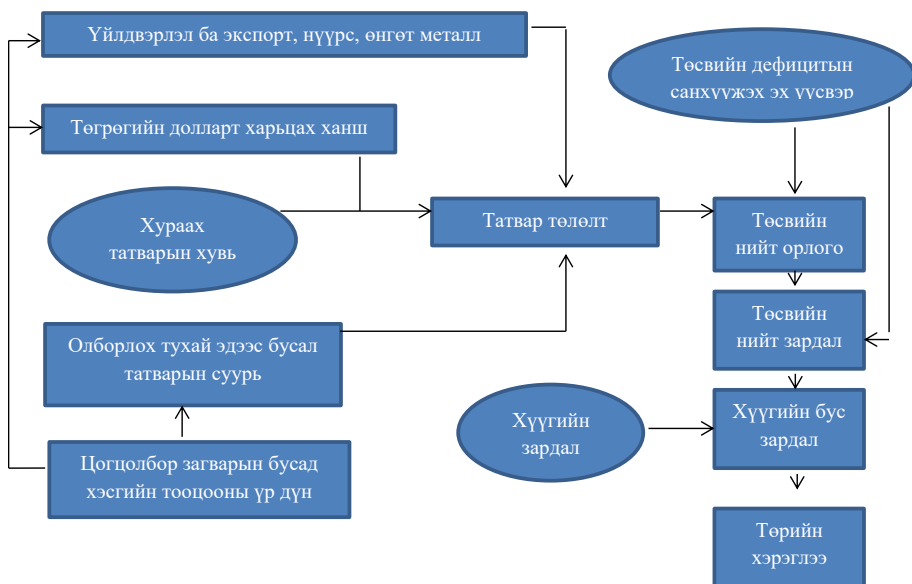 Үйлдвэрлэл ба экспорт, нүүрс, өнгөт металл
Төсвийн дефицитын
санхүүжэх эх үүсвэр
Төгрөгийн долларт харьцах ханш
Хураах
татварын хувь
Татвар төлөлт
Төсвийн
нийт орлого
Төсвийн
нийт зардал
Олборлох тухай эдээс бусал
татварын суурь
Хүүгийн
зардал
Хүүгийн бус
зардал
Цогцолбор загварын бусад
хэсгийн тооцооны үр дүн
Төрийн
хэрэглээ